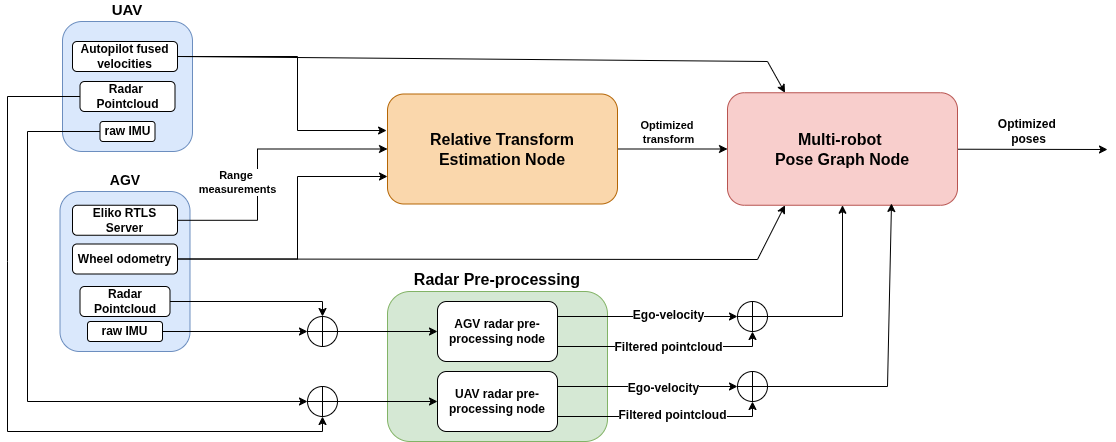 UAV
Autopilot fused
velocities
Radar
Pointcloud
raw IMU
AGV
Eliko RTLS
Server
Wheel odometry
Radar
Pointcloud
raw IMU
Range
measurements
Relative Transform
Estimation Node
Optimized
transform
Multi-robot
Pose Graph Node
Optimized
poses
Radar Pre-processing
AGV radar pre-
processing node
UAV radar pre-
processing node
Ego-velocity
Filtered pointcloud
Ego-velocity
Filtered pointcloud